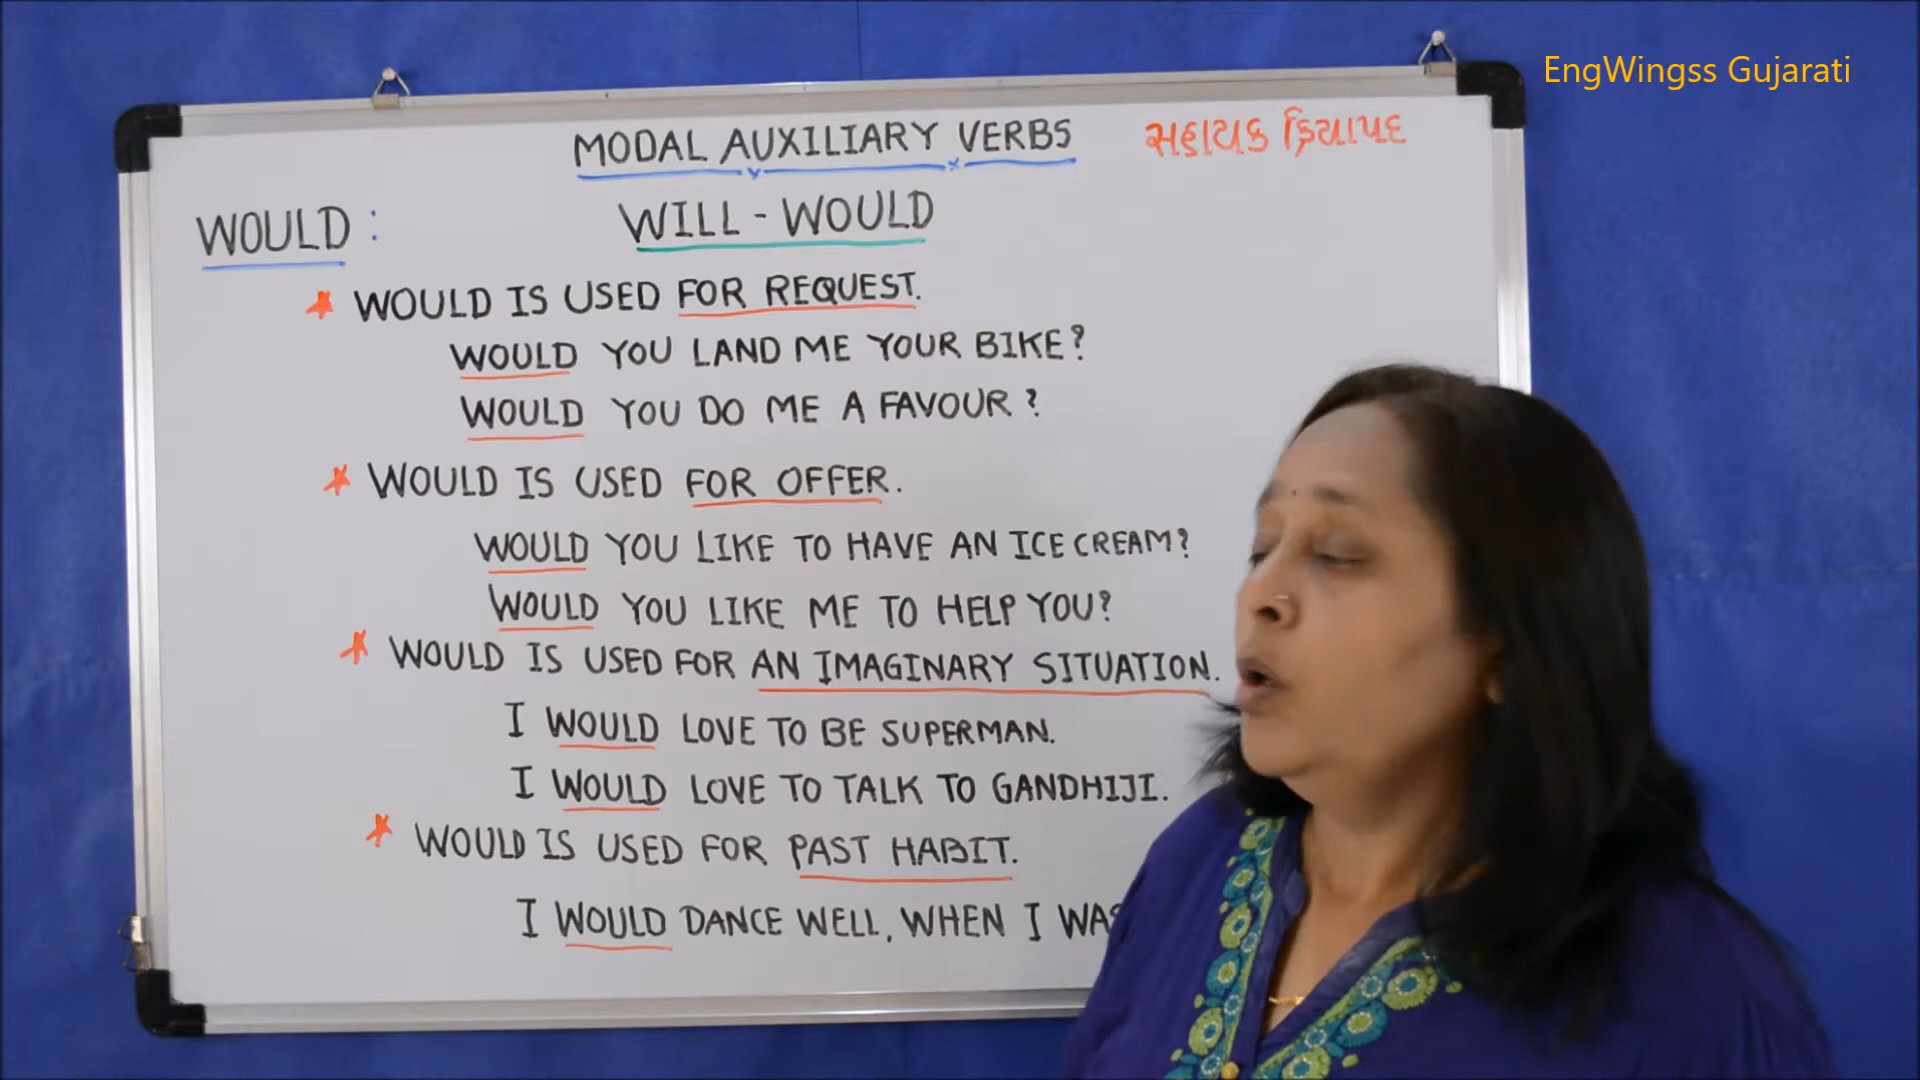 EngWingss Gujarati
MODAL AUXILIARY VERBS સહાયક ક્રિયાપદ
WILL - WOULD
WOULD :
WOULD IS USED FOR REQUEST.
WOULD YOU LAND ME YOUR BIKE?
WOULD YOU DO ME A FAVOUR?
WOULD IS USED FOR OFFER.
WOULD YOU LIKE TO HAVE AN ICE CREAM?
WOULD YOU LIKE ME TO HELP YOU?
WOULD IS USED FOR AN IMAGINARY SITUATION.
I WOULD LOVE TO BE SUPERMAN.
I WOULD LOVE TO TALK TO GANDHIJI.
WOULD IS USED FOR PAST HABIT.
I WOULD DANCE WELL, WHEN I WAS